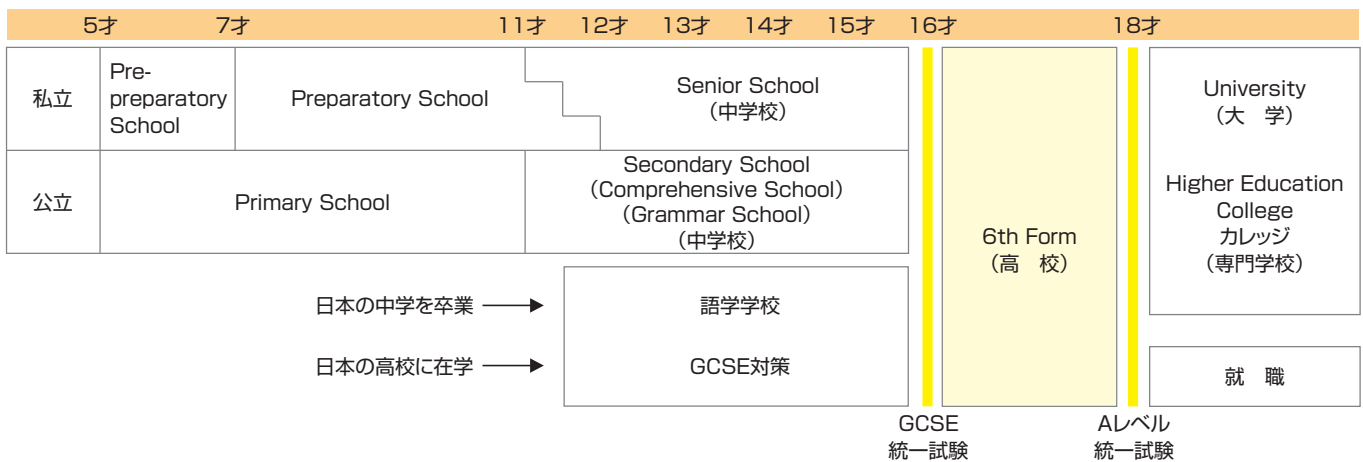 5才 7才 11才 12才 13才 14才 15才 16才 18才
私立
Pre-
preparatory
School
Preparatory School
Senior School
（中学校）
University
（大　学）
公立
Primary School
Secondary School
（Comprehensive School）
（Grammar School）
（中学校）
6th Form
（高　校）
Higher Education
College
カレッジ
（専門学校）
日本の中学を卒業
語学学校
日本の高校に在学
GCSE対策
就　職
GCSE
統一試験
Aレベル
統一試験